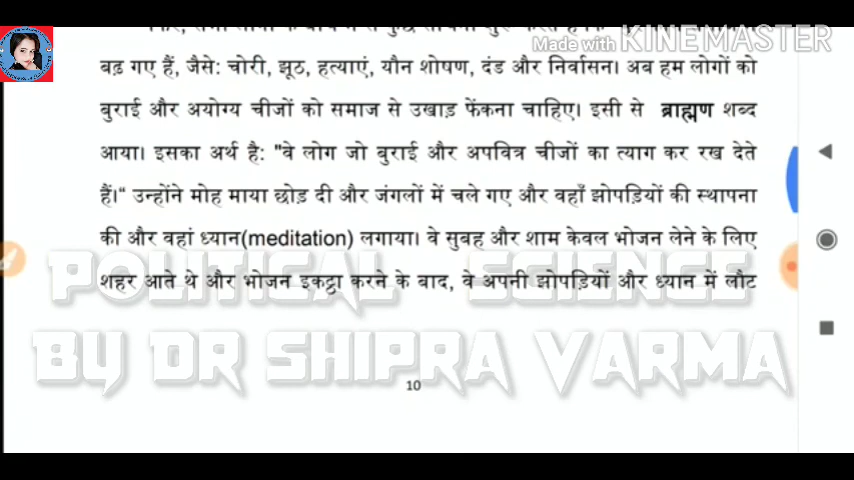 Made with KINEMASTER
बढ़ गए हैं, जैसे: चोरी, झूठ, हत्याएं, यौन शोषण, दंड और निर्वासन। अब हम लोगों को
बुराई और अयोग्य चीजों को समाज से उखाड़ फेंकना चाहिए। इसी से ब्राह्मण शब्द
आया। इसका अर्थ है: "वे लोग जो बुराई और अपवित्र चीजों का त्याग कर रख देते
हैं।“ उन्होंने मोह माया छोड़ दी और जंगलों में चले गए और वहाँ झोपड़ियों की स्थापना
की और वहां ध्यान(meditation) लगाया। वे सुबह और शाम केवल भोजन लेने के लिए
शहर आते थे और भोजन इकट्ठा करने के बाद, वे अपनी झोपड़ियों और ध्यान में लौट
POLITICAL SCIENCE
BY DR SHIPRA VARMA
10